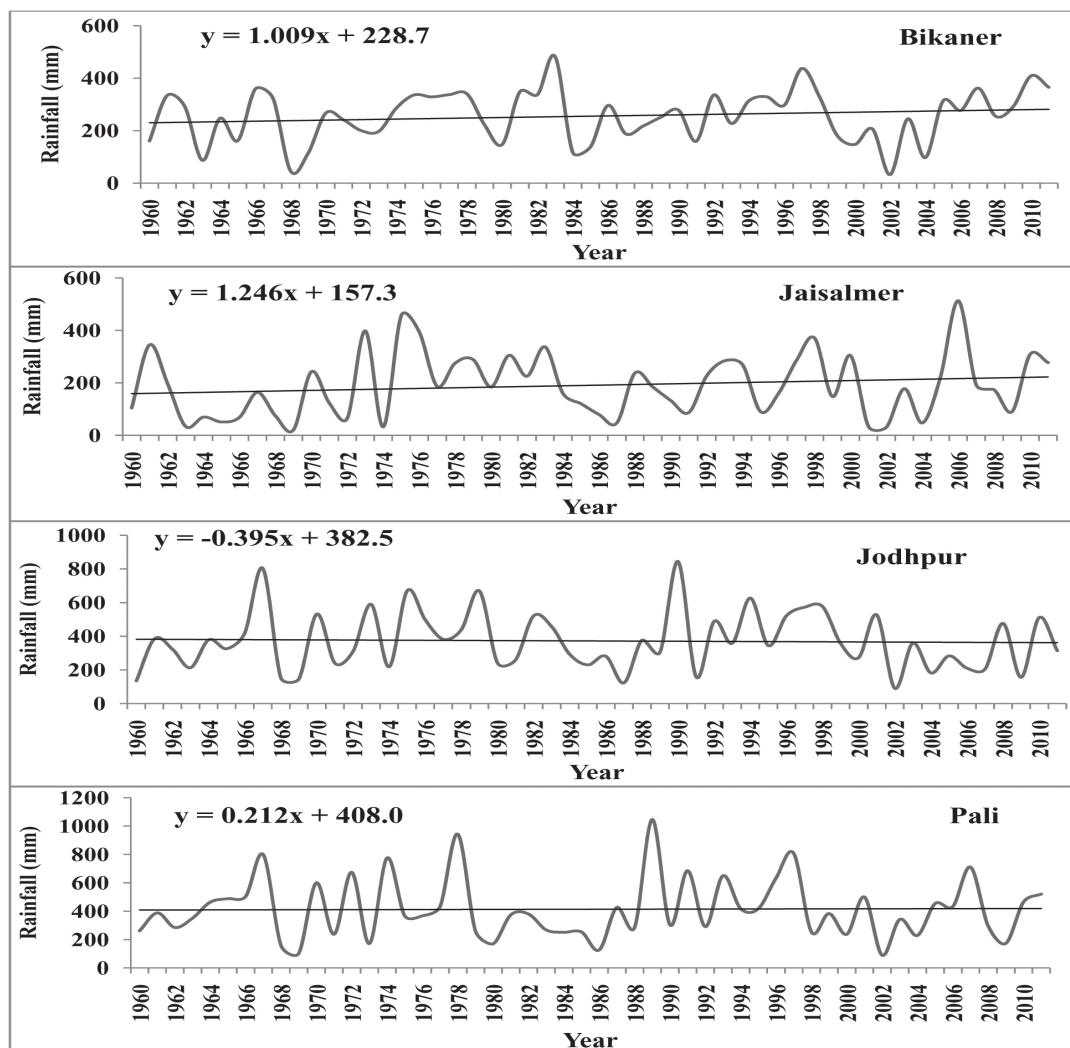 y = 1.009x + 228.7
Bikaner
Rainfall (mm)
600
400
200
0
1960 1962 1964 1966 1968 1970 1972 1974 1976 1978 1980 1982 1984 1986 1988 1990 1992 1994 1996 1998 2000 2002 2004 2006 2008 2010
Year
y = 1.246x + 157.3
Jaisalmer
Rainfall (mm)
600
400
200
0
1960 1962 1964 1966 1968 1970 1972 1974 1976 1978 1980 1982 1984 1986 1988 1990 1992 1994 1996 1998 2000 2002 2004 2006 2008 2010
Year
y = -0.395x + 382.5
Jodhpur
Rainfall (mm)
1000
800
600
400
200
0
1960 1962 1964 1966 1968 1970 1972 1974 1976 1978 1980 1982 1984 1986 1988 1990 1992 1994 1996 1998 2000 2002 2004 2006 2008 2010
Year
y = 0.212x + 408.0
Pali
Rainfall (mm)
1200
1000
800
600
400
200
0
1960 1962 1964 1966 1968 1970 1972 1974 1976 1978 1980 1982 1984 1986 1988 1990 1992 1994 1996 1998 2000 2002 2004 2006 2008 2010
Year